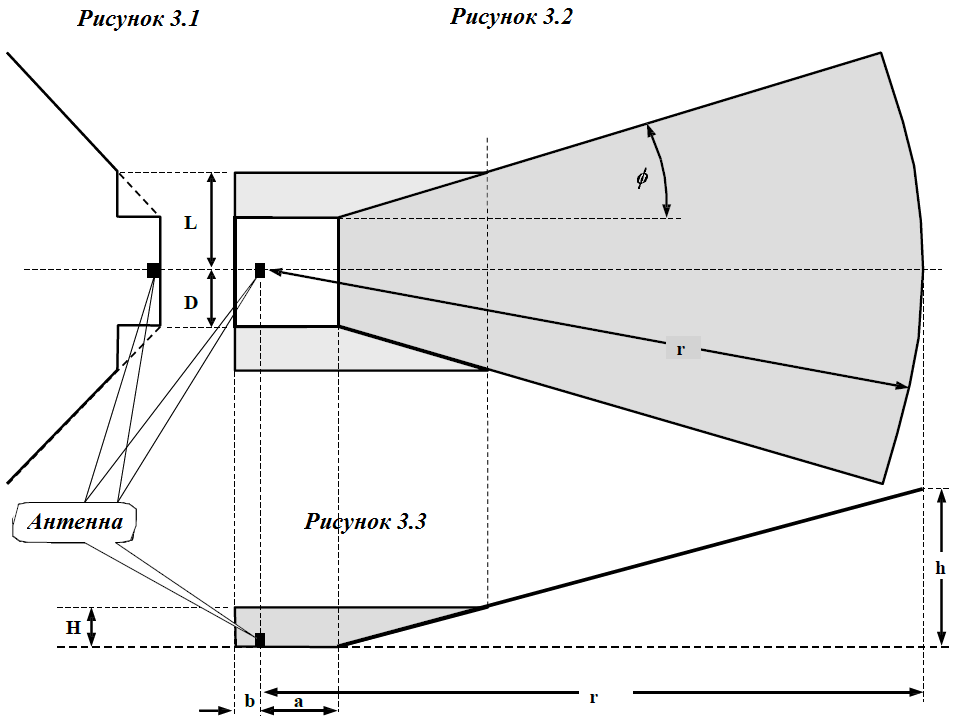 Рисунок 3.1
Рисунок 3.2
ϕ
L
D
r
Антенна
Рисунок 3.3
h
H
b
a
r